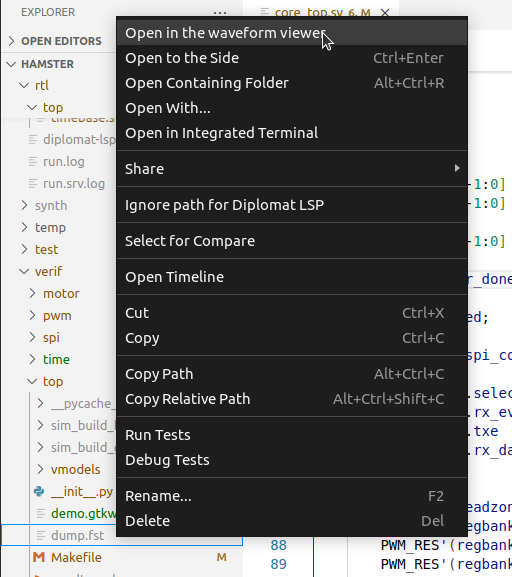 EXPLORER
OPEN EDITORS
HAMSTER
rtl
top
diplomat-lsp
run.log
run.srv.log
synth
temp
test
verif
motor
pwm
spi
time
top
__pycache_
sim_build_
sim_build_
vmodels
__init__.py
demo.gtkw
dump.fst
Makefile M
Open in the waveform viewer
Open to the Side Ctrl+Enter
Open Containing Folder Alt+Ctrl+R
Open With...
Open in Integrated Terminal
Share
Ignore path for Diplomat LSP
Select for Compare
Open Timeline
Cut Ctrl+X
Copy Ctrl+C
Copy Path Alt+Ctrl+C
Copy Relative Path Alt+Ctrl+Shift+C
Run Tests
Debug Tests
Rename... F2
Delete Del
core_top.sv 6, M
-1:0]
-1:0]
-1:0]
r_done
ed;
spi_co
.selec
.rx_ev
.txe
.rx_da
eadzon
88 PWM_RES'(regbank
89 PWM_RES'(regbank